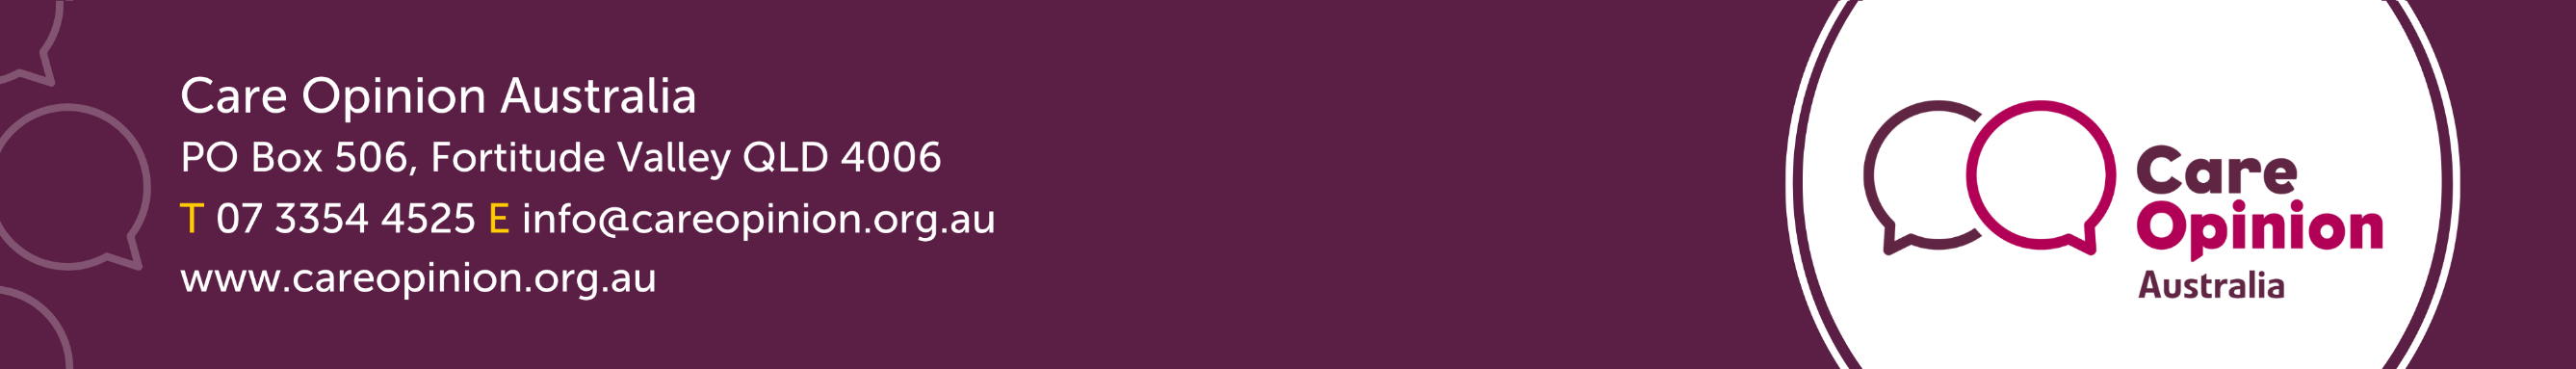 Care Opinion Australia
PO Box 506, Fortitude Valley QLD 4006
T 07 3354 4525 E info@careopinion.org.au
www.careopinion.org.au
Care
Opinion
Australia